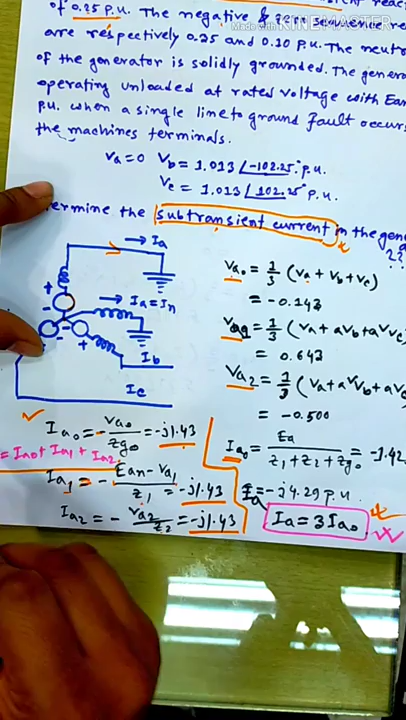 of 0.25 P.U. The negative & zero sequence re
are respectively 0.35 and 0.10 P.U. The neutro
of the generator is solidly grounded. The genera
operating unloaded at rated voltage with Ean
P.U. when a single line to ground fault occurs
the machines terminals.
Va = 0 Vb = 1.013 ∠-102.25° P.U.
Vc = 1.013 ∠102.25° P.U.
ermine the subtransient current in the gen
??
→ Ia
+
-
→ Ia = In
- - +
Ib
Ic
Va0 = 1/3 (Va + Vb + Vc)
= -0.143
= 1/3 (Va + aVb + a²Vc
= 0.643
Va2 = 1/3 (Va + a²Vb + aVc
= -0.500
Ia0 = - Va0/Zg0 = -j1.43
= Ia0 + Ia1 + Ia2
Ia1 = - Ean - Va1/Z1 = -j1.43
Ia2 = - Va2/Z2 = -j1.43
Ia0 = Ea/Z1 + Z2 + Zg0 = -J1.42
Ia = -j4.29 P.U.
Ia = 3Ia0